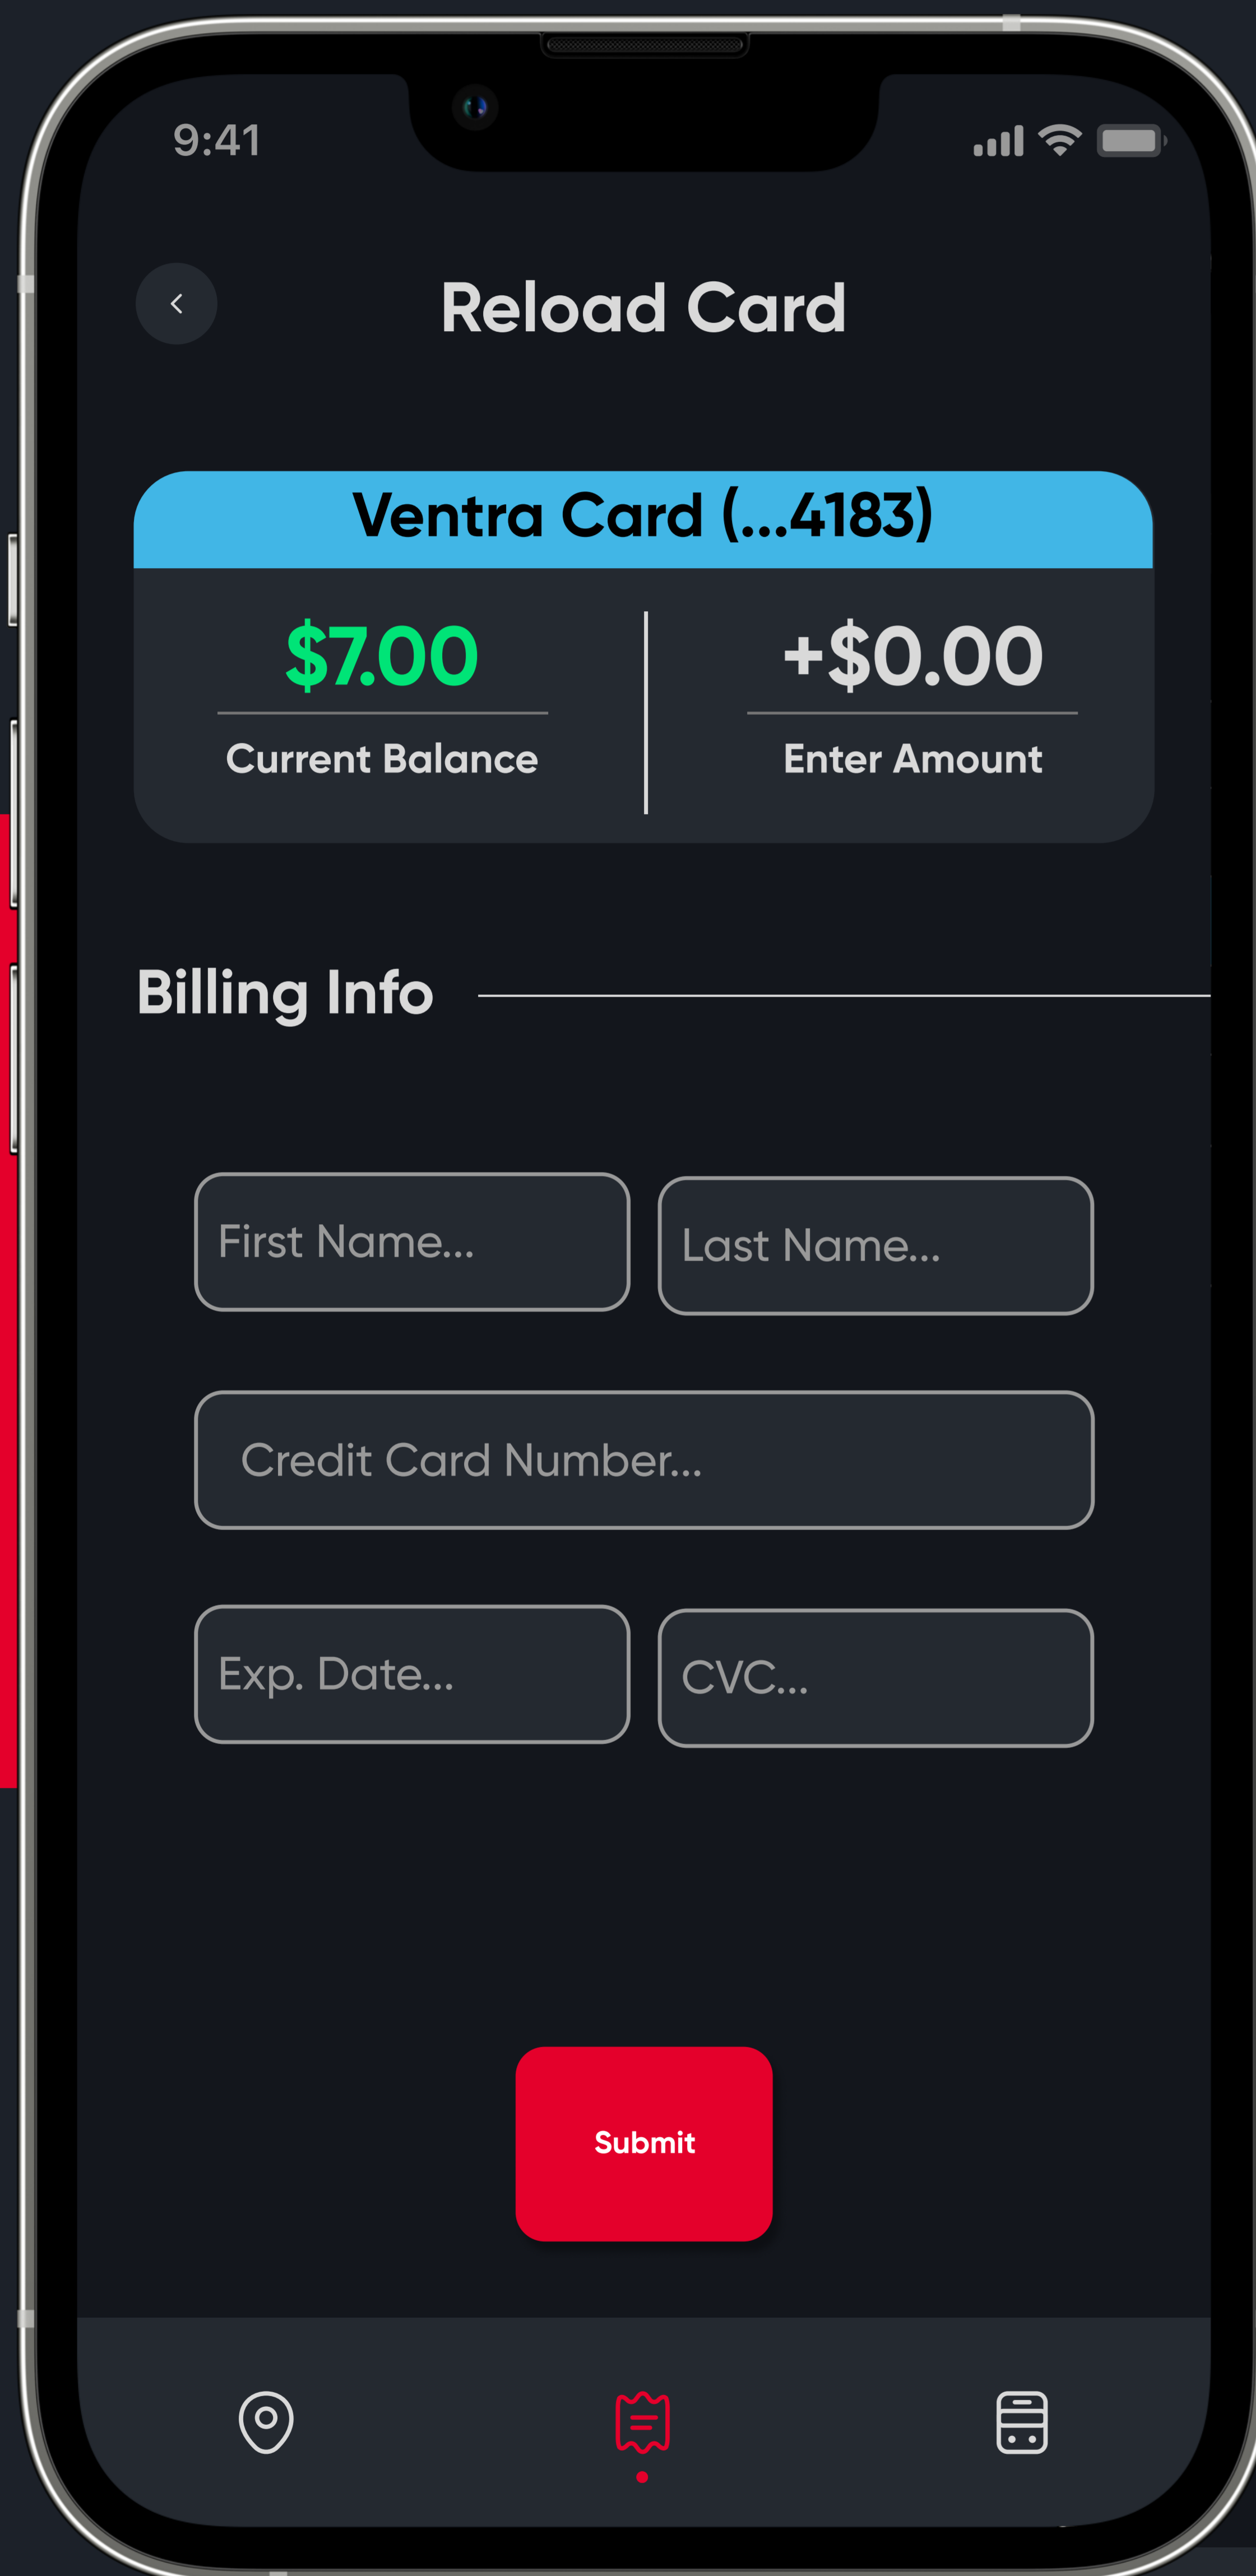 9:41
Reload Card
Ventra Card (...4183)
$7.00
+$0.00
Current Balance
Enter Amount
Billing Info
First Name...
Last Name...
Credit Card Number...
Exp. Date...
CVC...
Submit